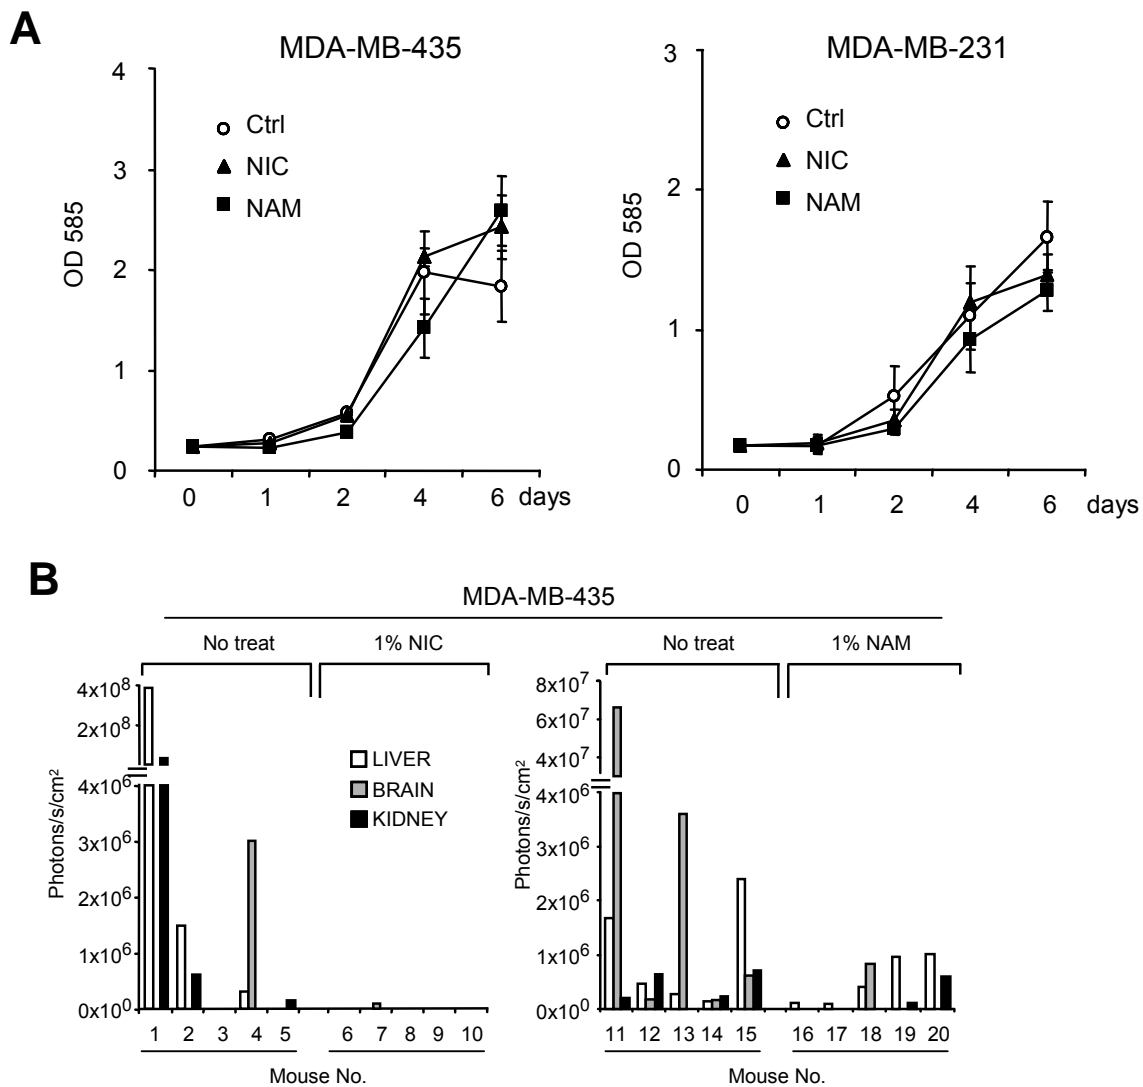 A
MDA-MB-435
4
3
2
1
0
OD 585
Ctrl
NIC
NAM
0 1 2 4 6 days
MDA-MB-231
3
2
1
0
OD 585
Ctrl
NIC
NAM
0 1 2 4 6 days
B
MDA-MB-435
No treat 1% NIC
4x10⁸
2x10⁸
4x10⁶
3x10⁶
2x10⁶
1x10⁶
0x10⁰
Photons/s/cm²
LIVER
BRAIN
KIDNEY
1 2 3 4 5 6 7 8 9 10
Mouse No.
No treat 1% NAM
8x10⁷
6x10⁷
4x10⁷
4x10⁶
3x10⁶
2x10⁶
1x10⁶
0x10⁰
Photons/s/cm²
11 12 13 14 15 16 17 18 19 20
Mouse No.